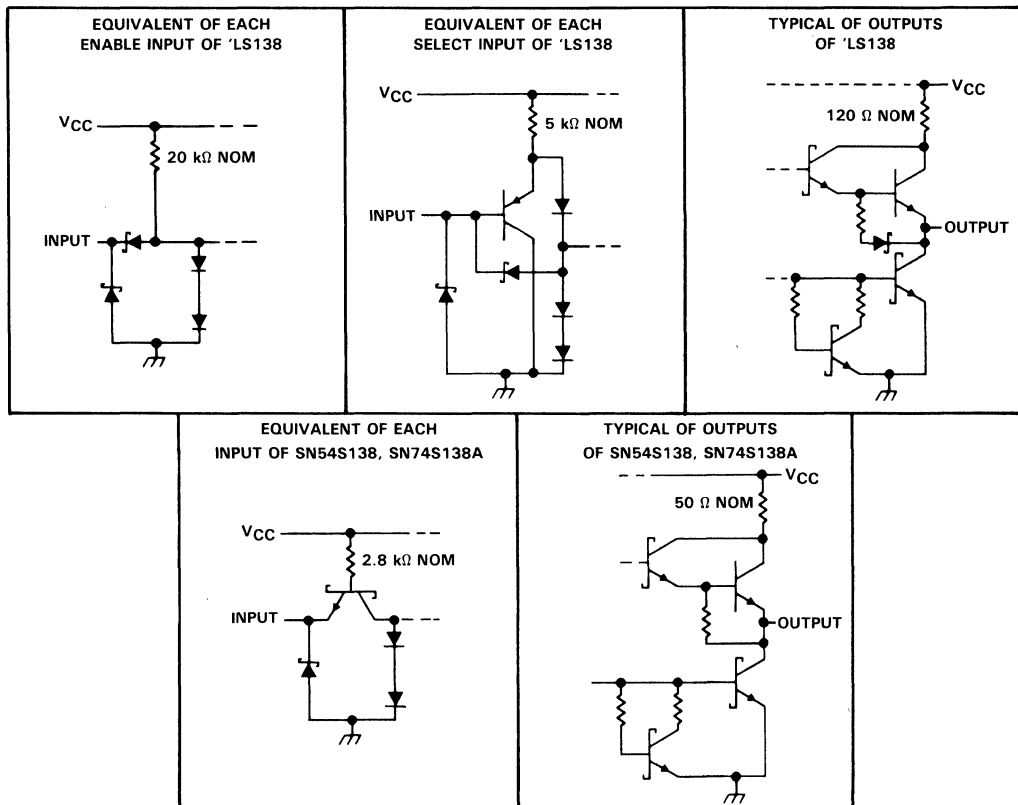 EQUIVALENT OF EACH
ENABLE INPUT OF 'LS138
VCC
20 kΩ NOM
INPUT
EQUIVALENT OF EACH
SELECT INPUT OF 'LS138
VCC
5 kΩ NOM
INPUT
TYPICAL OF OUTPUTS
OF 'LS138
VCC
120 Ω NOM
OUTPUT
EQUIVALENT OF EACH
INPUT OF SN54S138, SN74S138A
VCC
2.8 kΩ NOM
INPUT
TYPICAL OF OUTPUTS
OF SN54S138, SN74S138A
VCC
50 Ω NOM
OUTPUT